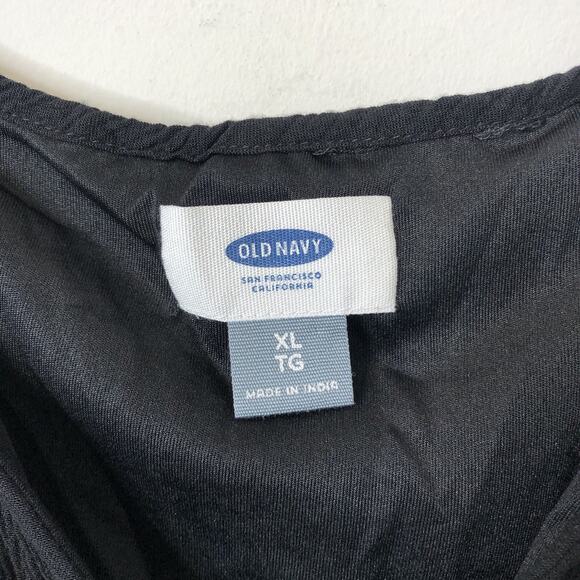 OLD NAVY
SAN FRANCISCO
CALIFORNIA
XL
TG
MADE IN INDIA